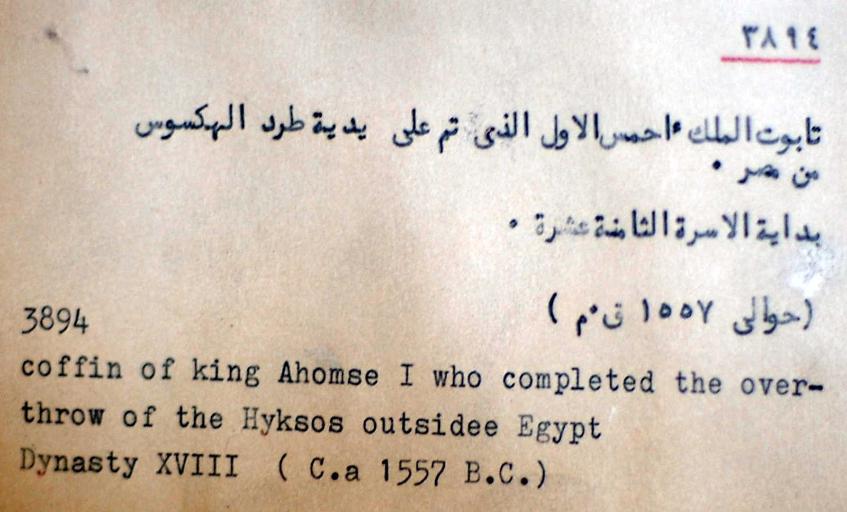 ٣٨٩٤
تابوت الملك احمس الاول الذى تم على يدية طرد الهكسوس
من مصر .
بداية الاسرة الثامنة عشرة .
(حوالى ١٥٥٧ ق.م )
3894
coffin of king Ahomse I who completed the over-
throw of the Hyksos outsidee Egypt
Dynasty XVIII ( C.a 1557 B.C.)